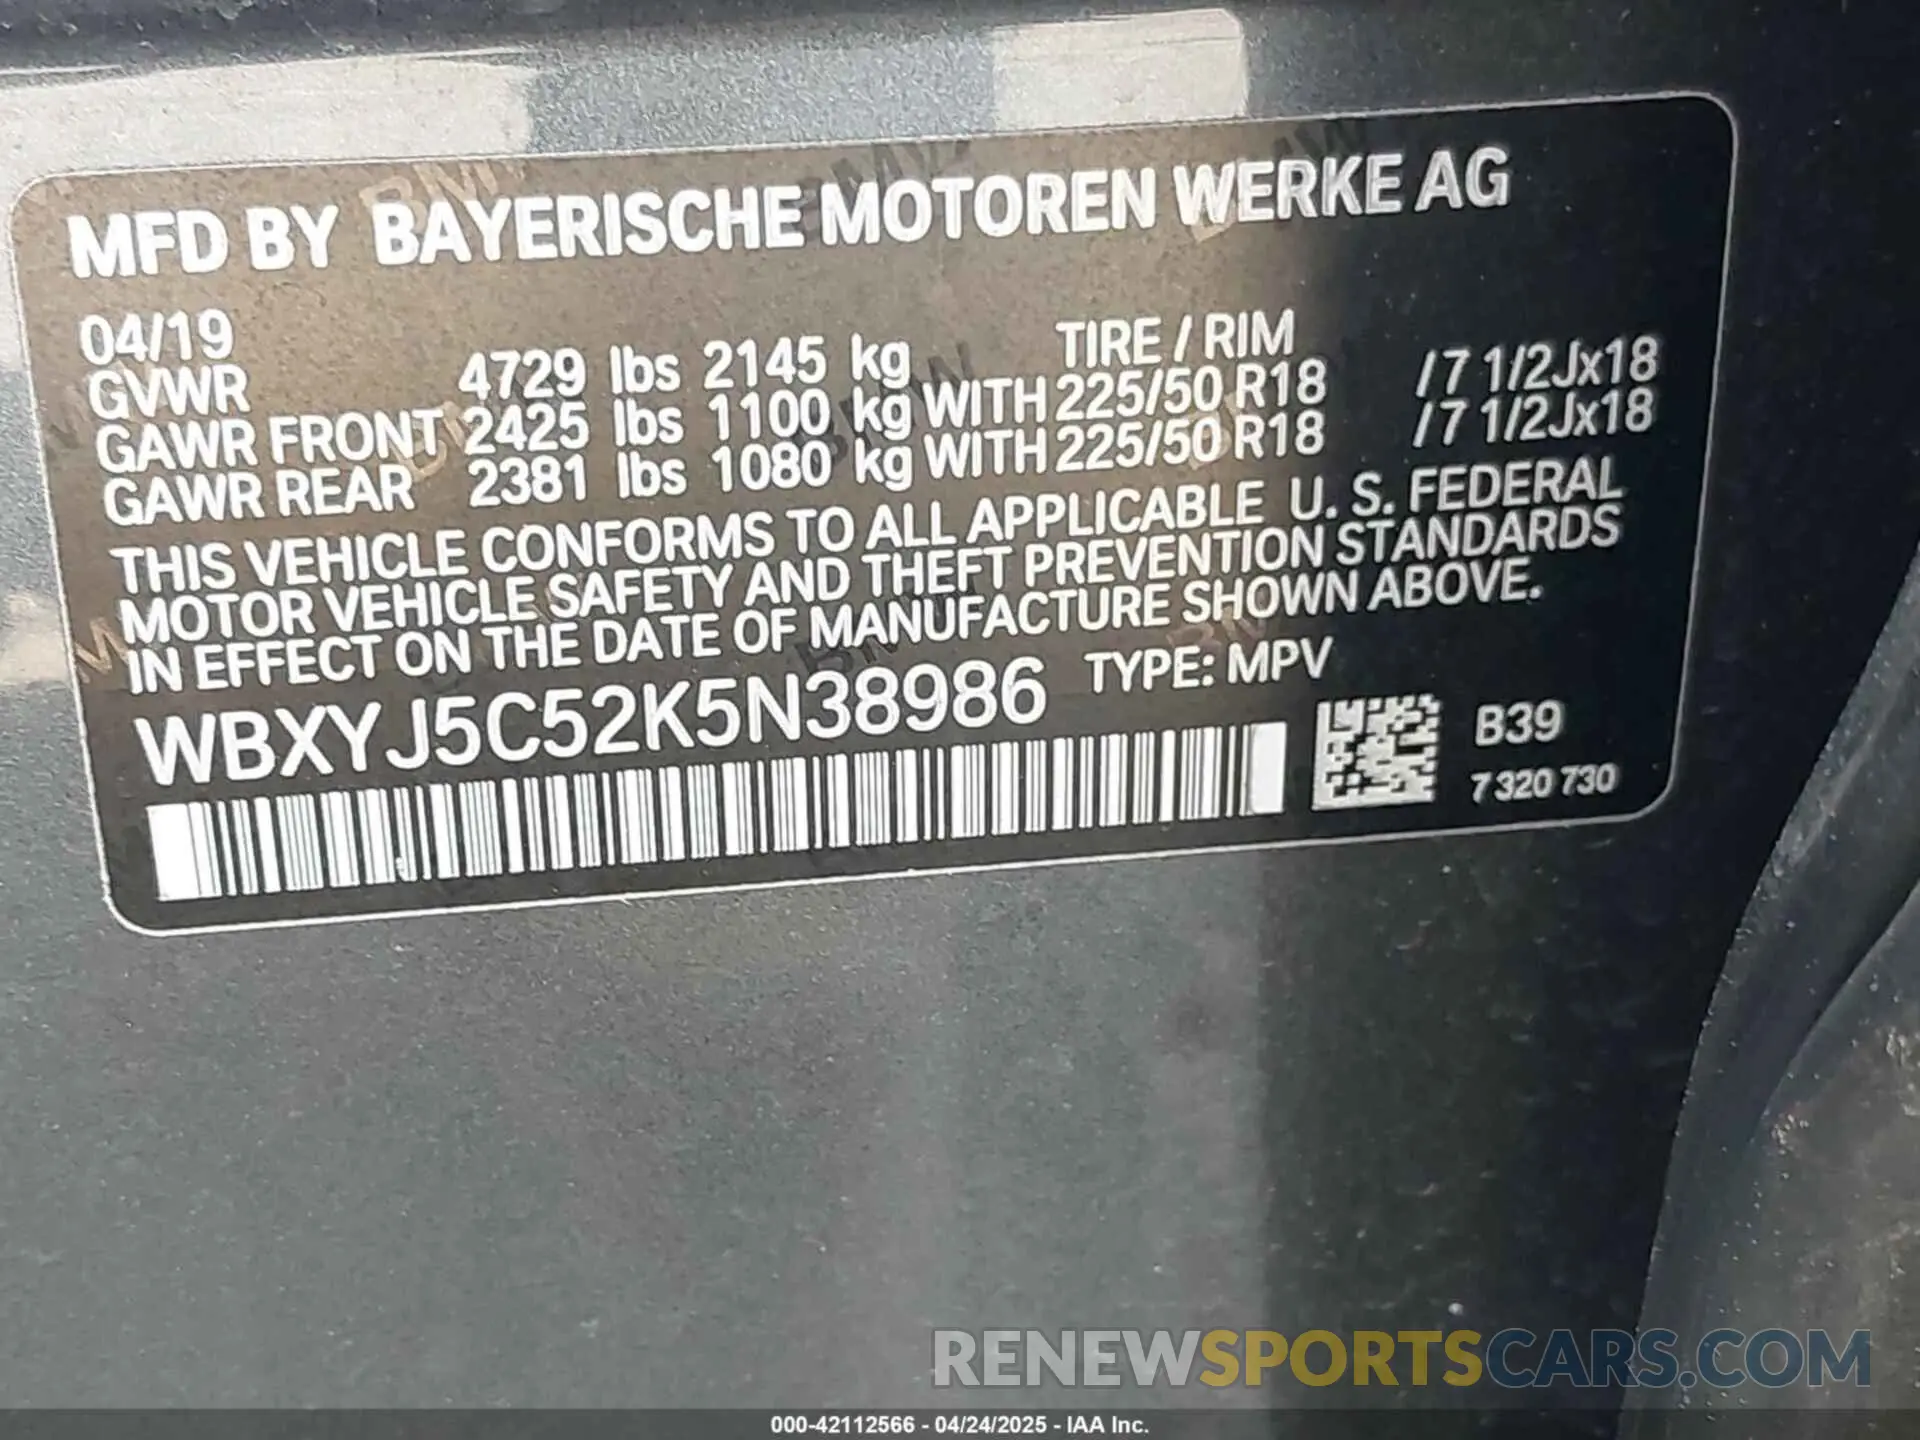 MFD BY BAYERISCHE MOTOREN WERKE AG
04/19 TIRE / RIM
GVWR 4729 lbs 2145 kg
GAWR FRONT 2425 lbs 1100 kg WITH 225/50 R18 /7 1/2Jx18
GAWR REAR 2381 lbs 1080 kg WITH 225/50 R18 /7 1/2Jx18
THIS VEHICLE CONFORMS TO ALL APPLICABLE U. S. FEDERAL
MOTOR VEHICLE SAFETY AND THEFT PREVENTION STANDARDS
IN EFFECT ON THE DATE OF MANUFACTURE SHOWN ABOVE.
WBXYJ5C52K5N38986 TYPE: MPV
B39
7 320 730
RENEWSPORTSCARS.COM
000-42112566 - 04/24/2025 - IAA Inc.